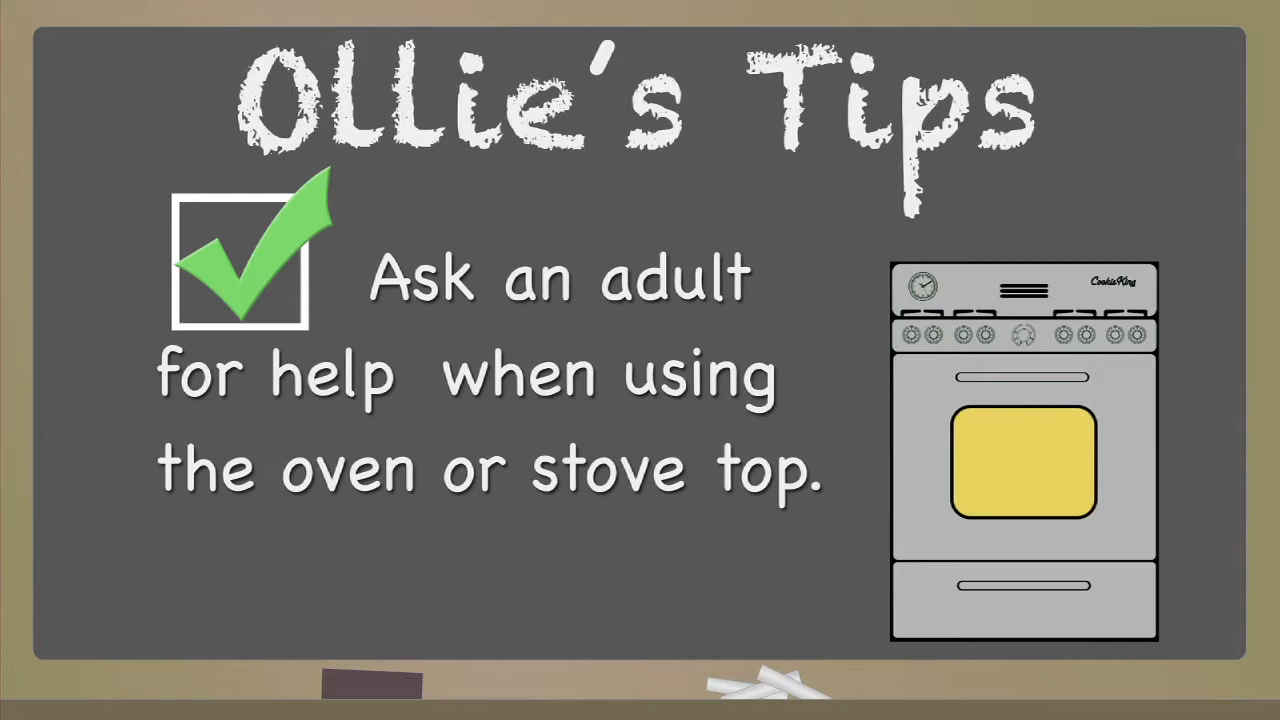 Ollie's Tips
Ask an adult
for help when using
the oven or stove top.
CookieKing